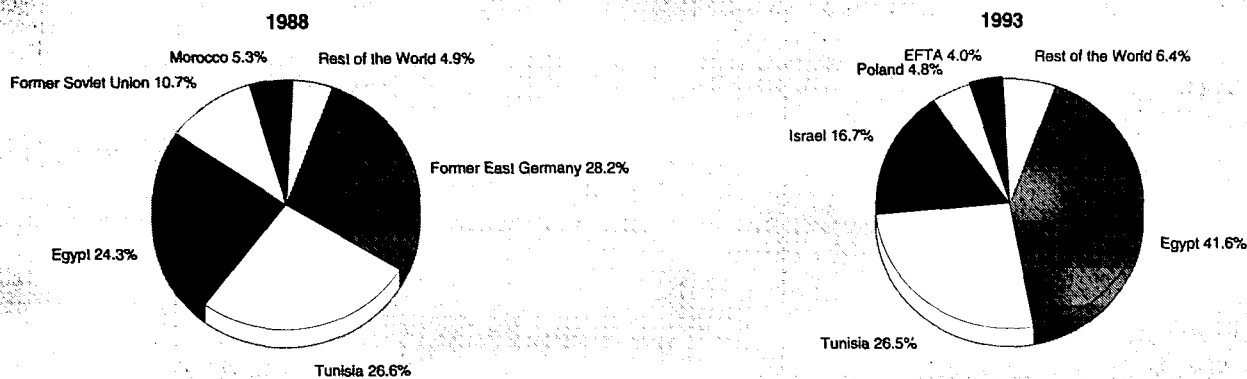 1988
Morocco 5.3%
Rest of the World 4.9%
Former Soviet Union 10.7%
Former East Germany 28.2%
Egypt 24.3%
Tunisia 26.6%
1993
EFTA 4.0%
Rest of the World 6.4%
Poland 4.8%
Israel 16.7%
Egypt 41.6%
Tunisia 26.5%